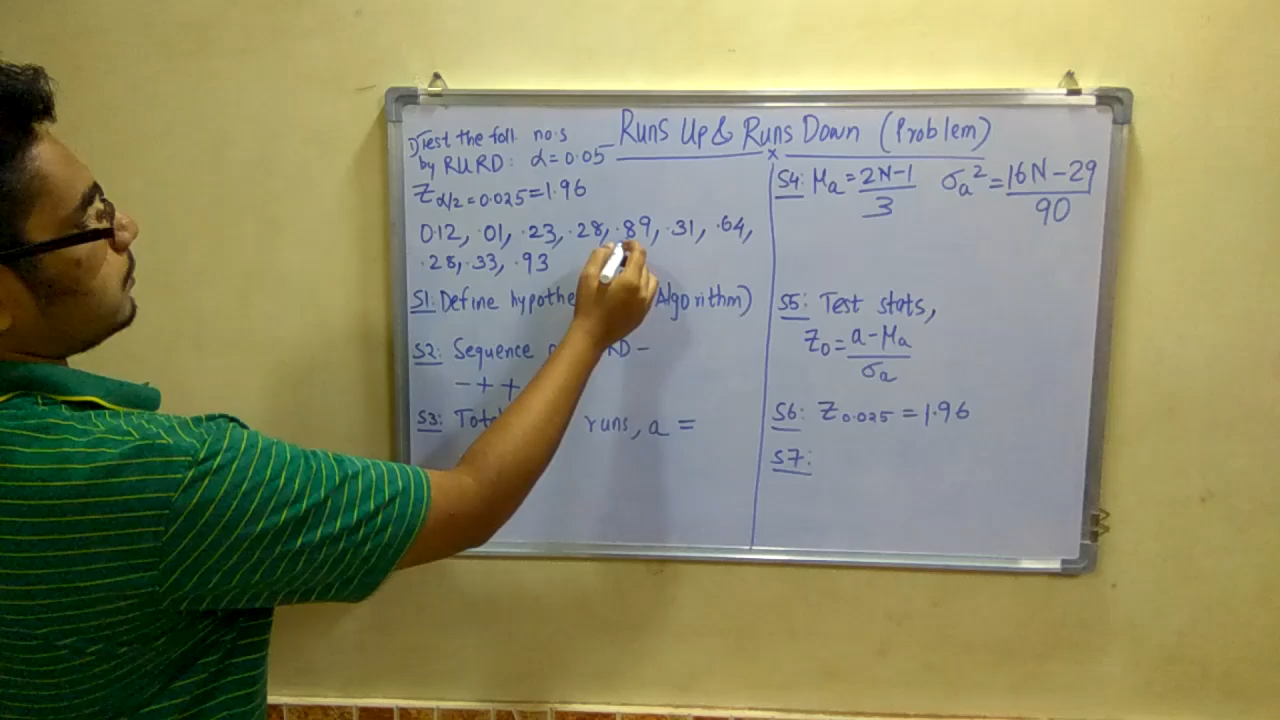 Runs Up & Runs Down (Problem)
1) Test the foll. no.s
by RURD: α=0.05
Z α/2 = 0.025 = 1.96
0.12, .01, .23, .28, .89, .31, .64,
.28, .33, .93
S1: Define hypothe Algorithm)
S2: Sequence RD -
- + +
S3: runs, a =
x
S4: μa = 2N-1/3 σa² = 16N-29/90
S5: Test stats,
Z0 = a-μa/σa
S6: Z0.025 = 1.96
S7: